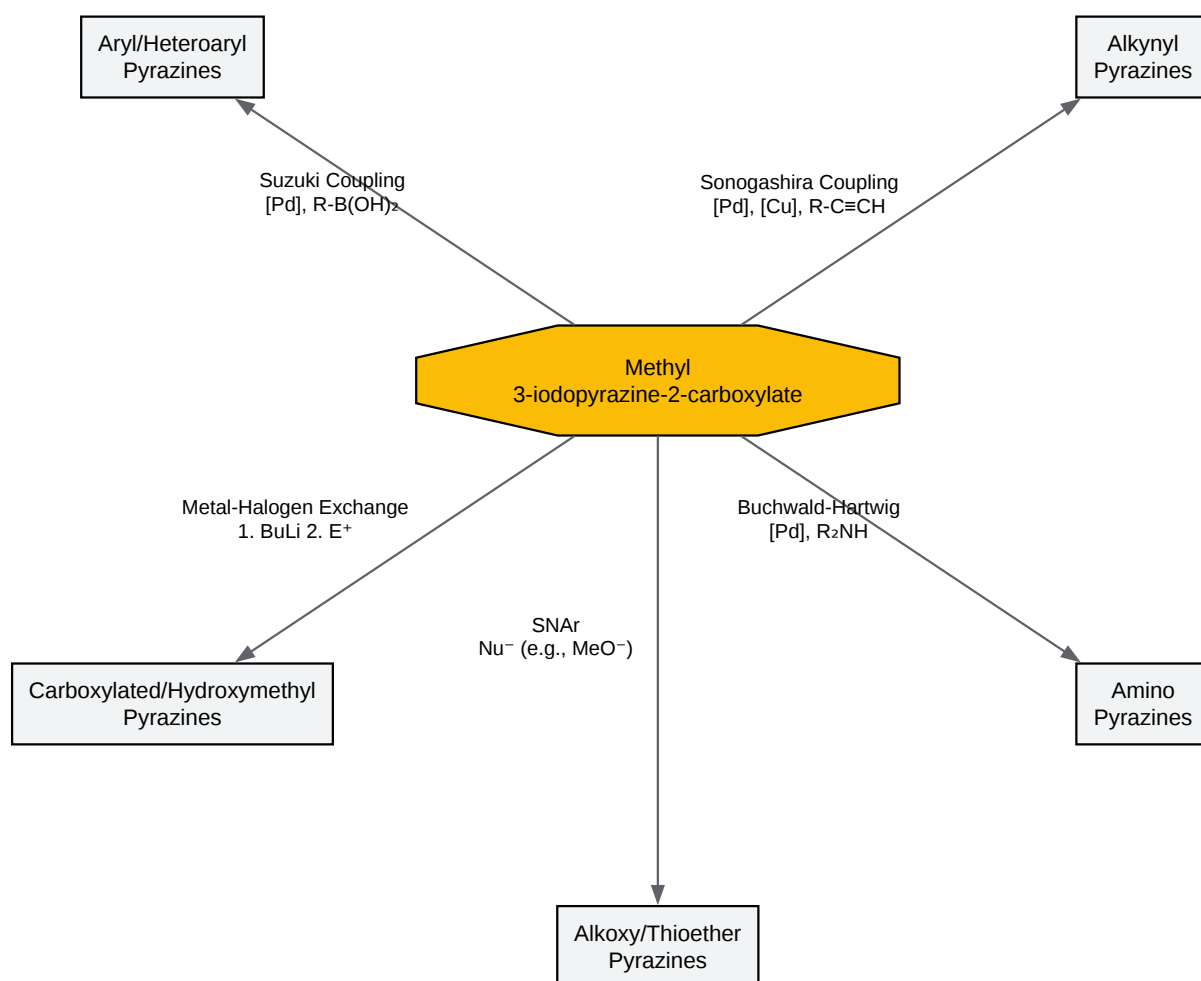 Aryl/Heteroaryl
Pyrazines
Alkynyl
Pyrazines
Suzuki Coupling
[Pd], R-B(OH)₂
Sonogashira Coupling
[Pd], [Cu], R-C≡CH
Methyl
3-iodopyrazine-2-carboxylate
Metal-Halogen Exchange
1. BuLi 2. E⁺
Buchwald-Hartwig
[Pd], R₂NH
SNAr
Nu⁻ (e.g., MeO⁻)
Carboxylated/Hydroxymethyl
Pyrazines
Amino
Pyrazines
Alkoxy/Thioether
Pyrazines